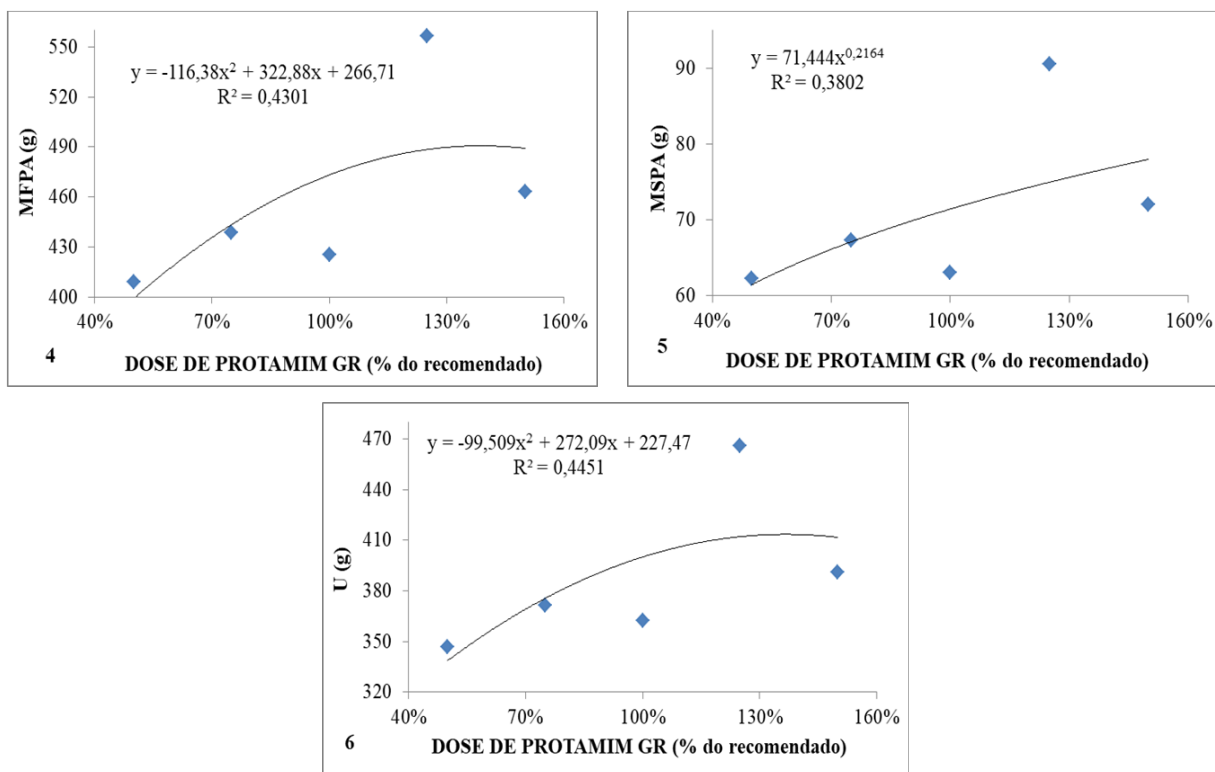 y = -116,38x² + 322,88x + 266,71
R² = 0,4301
MFPA (g)
550
520
490
460
430
400
40% 70% 100% 130% 160%
4 DOSE DE PROTAMIM GR (% do recomendado)
y = 71,444x^0,2164
R² = 0,3802
MSPA (g)
90
80
70
60
40% 70% 100% 130% 160%
5 DOSE DE PROTAMIM GR (% do recomendado)
y = -99,509x² + 272,09x + 227,47
R² = 0,4451
U (g)
470
440
410
380
350
320
40% 70% 100% 130% 160%
6 DOSE DE PROTAMIM GR (% do recomendado)